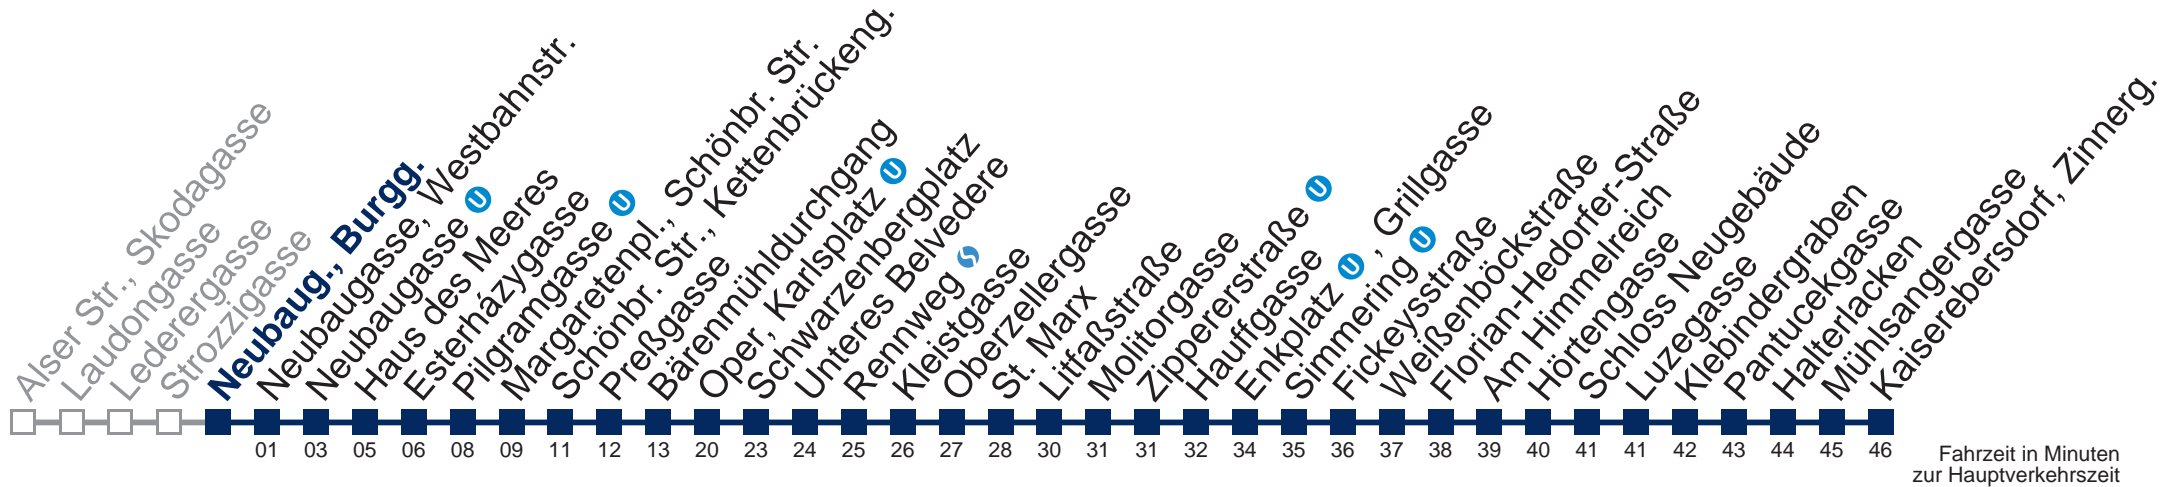 Alser Str., Skodagasse
Laudongasse
Lederergasse
Strozzigasse
Neubaug., Burgg.
Neubaugasse, Westbahnstr.
Neubaugasse U
Haus des Meeres
Esterházygasse
Pilgramgasse U
Margaretenpl., Schönbr. Str.
Schönbr. Str., Kettenbrückeng.
Preßgasse
Bärenmühldurchgang
Oper, Karlsplatz U
Schwarzenbergplatz
Unteres Belvedere
Rennweg S
Kleistgasse
Oberzellergasse
St. Marx
Litfaßstraße
Molitorgasse
Zippererstraße U
Hauffgasse
Enkplatz U , Grillgasse
Simmering U
Fickeysstraße
Weißenböckstraße
Florian-Hedorfer-Straße
Am Himmelreich
Hörtengasse
Schloss Neugebäude
Luzegasse
Klebindergraben
Pantucekgasse
Halterlacken
Mühlsangergasse
Kaiserebersdorf, Zinnerg.
01 03 05 06 08 09 11 12 13 20 23 24 25 26 27 28 30 31 31 32 34 35 36 37 38 39 40 41 41 42 43 44 45 46
Fahrzeit in Minuten
zur Hauptverkehrszeit